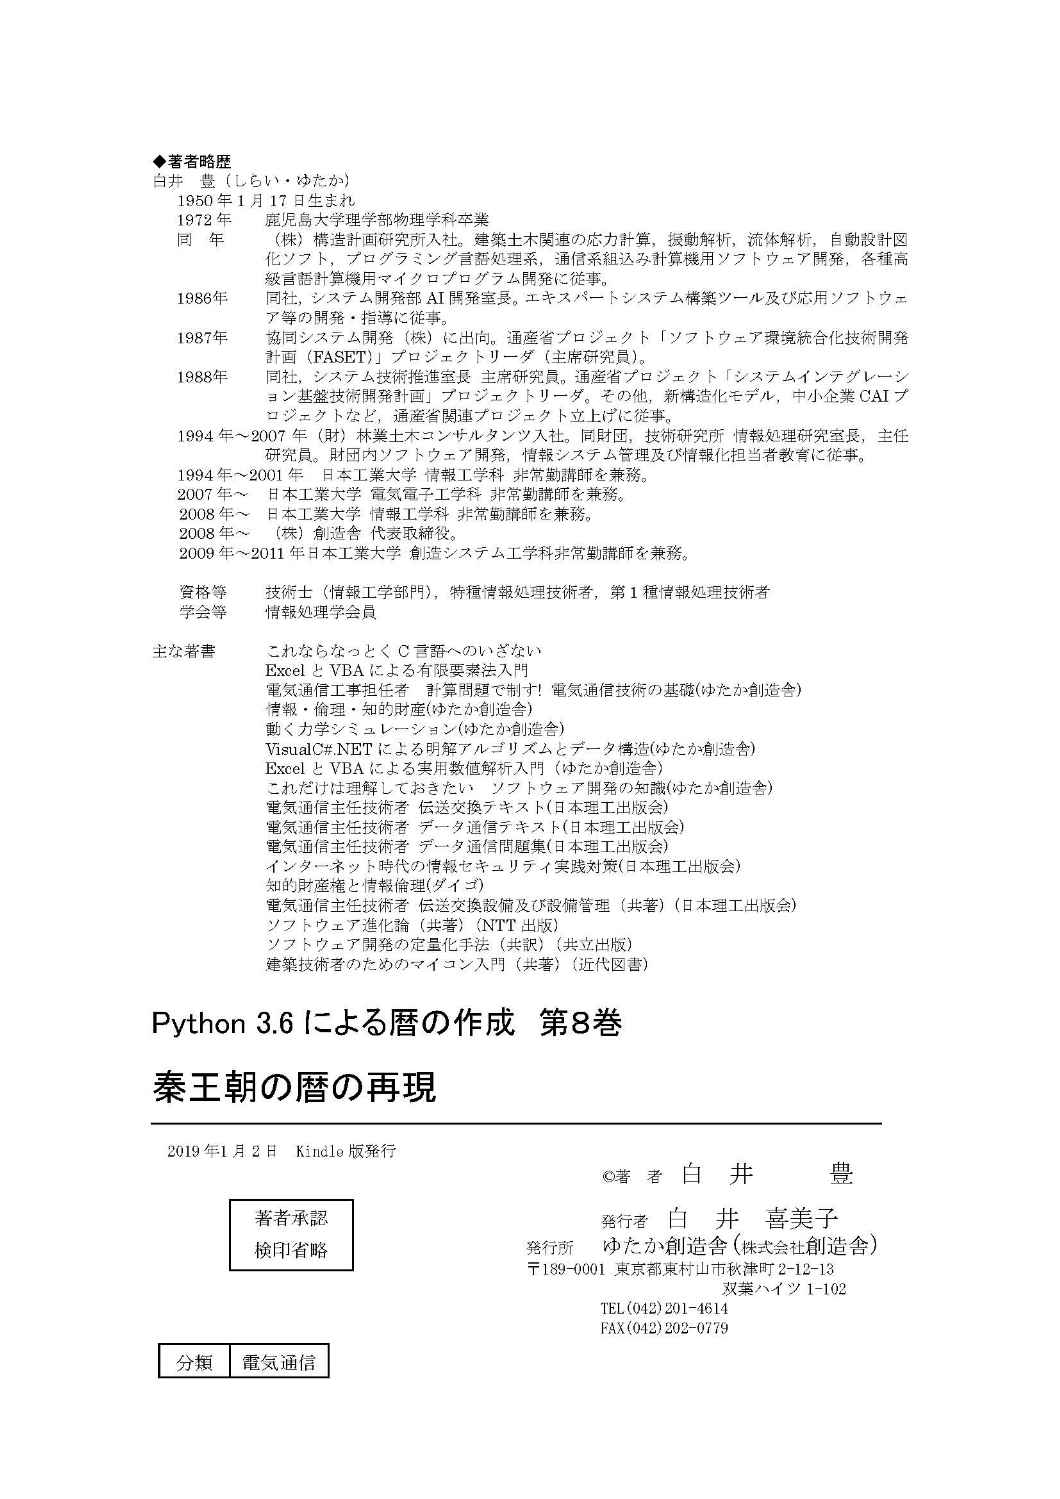 ◆著者略歴
白井　豊（しらい・ゆたか）
1950 年 1 月 17 日生まれ
1972 年　鹿児島大学理学部物理学科卒業
同　年　（株）構造計画研究所入社。建築土木関連の応力計算，振動解析，流体解析，自動設計図
化ソフト，プログラミング言語処理系，通信系組込み計算機用ソフトウェア開発，各種高
級言語計算機用マイクロプログラム開発に従事。
1986年　同社，システム開発部 AI 開発室長。エキスパートシステム構築ツール及び応用ソフトウェ
ア等の開発・指導に従事。
1987年　協同システム開発（株）に出向。通産省プロジェクト「ソフトウェア環境統合化技術開発
計画（FASET）」プロジェクトリーダ（主席研究員）。
1988年　同社，システム技術推進室長 主席研究員。通産省プロジェクト「システムインテグレーシ
ョン基盤技術開発計画」プロジェクトリーダ。その他，新構造化モデル，中小企業 CAI プ
ロジェクトなど，通産省関連プロジェクト立上げに従事。
1994 年～2007 年（財）林業土木コンサルタンツ入社。同財団，技術研究所 情報処理研究室長，主任
研究員。財団内ソフトウェア開発，情報システム管理及び情報化担当者教育に従事。
1994 年～2001 年　日本工業大学 情報工学科 非常勤講師を兼務。
2007 年～　日本工業大学 電気電子工学科 非常勤講師を兼務。
2008 年～　日本工業大学 情報工学科 非常勤講師を兼務。
2008 年～　（株）創造舎 代表取締役。
2009 年～2011 年日本工業大学 創造システム工学科非常勤講師を兼務。
資格等　技術士（情報工学部門），特種情報処理技術者，第 1 種情報処理技術者
学会等　情報処理学会員
主な著書　これならなっとく C 言語へのいざない
Excel と VBA による有限要素法入門
電気通信工事担任者　計算問題で制す！電気通信技術の基礎(ゆたか創造舎)
情報・倫理・知的財産(ゆたか創造舎)
動く力学シミュレーション(ゆたか創造舎)
VisualC#.NET による明解アルゴリズムとデータ構造(ゆたか創造舎)
Excel と VBA による実用数値解析入門（ゆたか創造舎）
これだけは理解しておきたい　ソフトウェア開発の知識(ゆたか創造舎)
電気通信主任技術者 伝送交換テキスト(日本理工出版会)
電気通信主任技術者 データ通信テキスト(日本理工出版会)
電気通信主任技術者 データ通信問題集(日本理工出版会)
インターネット時代の情報セキュリティ実践対策(日本理工出版会)
知的財産権と情報倫理(ダイゴ)
電気通信主任技術者 伝送交換設備及び設備管理（共著）（日本理工出版会）
ソフトウェア進化論（共著）（NTT 出版）
ソフトウェア開発の定量化手法（共訳）（共立出版）
建築技術者のためのマイコン入門（共著）（近代図書）
Python 3.6 による暦の作成　第８巻
秦王朝の暦の再現
2019 年1 月 2 日　Kindle 版発行
©著　者　白　井　　　豊
著者承認
検印省略
発行者　白　井　喜美子
発行所　ゆたか創造舎（株式会社創造舎）
〒189-0001 東京都東村山市秋津町 2-12-13
双葉ハイツ 1-102
TEL(042)201-4614
FAX(042)202-0779
分類　電気通信